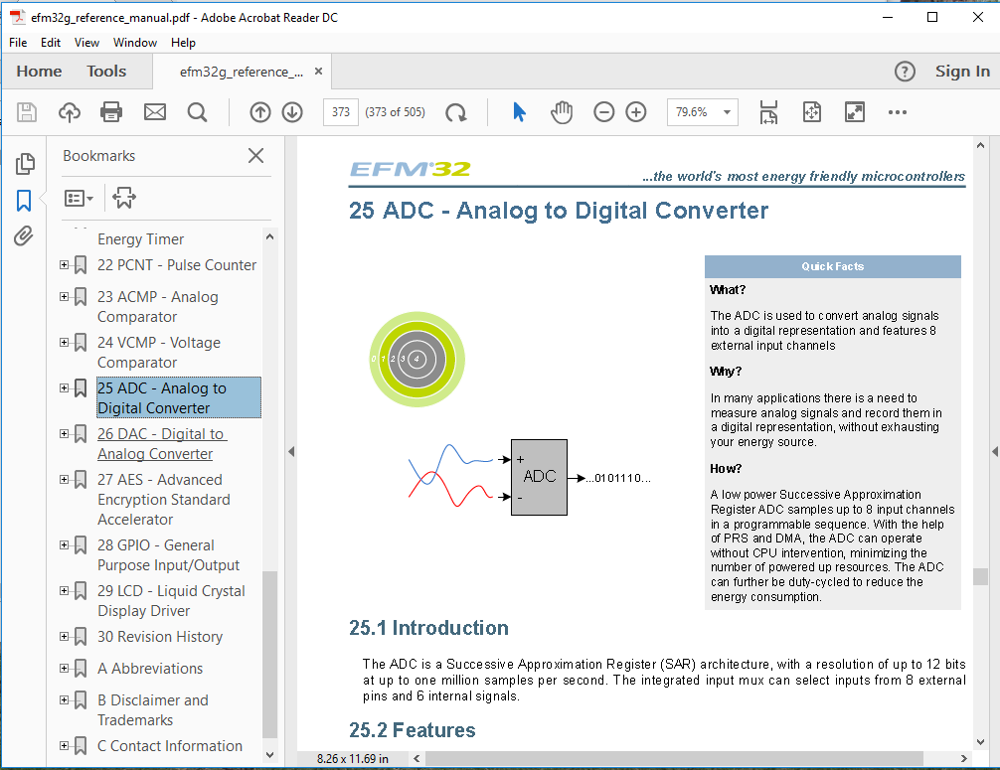 efm32g_reference_manual.pdf - Adobe Acrobat Reader DC
File Edit View Window Help
Home Tools efm32g_reference_... × ? Sign In
373 (373 of 505) 79.6%
Bookmarks
Energy Timer
22 PCNT - Pulse Counter
23 ACMP - Analog
Comparator
24 VCMP - Voltage
Comparator
25 ADC - Analog to
Digital Converter
26 DAC - Digital to
Analog Converter
27 AES - Advanced
Encryption Standard
Accelerator
28 GPIO - General
Purpose Input/Output
29 LCD - Liquid Crystal
Display Driver
30 Revision History
A Abbreviations
B Disclaimer and
Trademarks
C Contact Information
EFM®32
...the world's most energy friendly microcontrollers
25 ADC - Analog to Digital Converter
0 1 2 3 4
+
ADC
-
...0101110...
Quick Facts
What?
The ADC is used to convert analog signals
into a digital representation and features 8
external input channels
Why?
In many applications there is a need to
measure analog signals and record them in
a digital representation, without exhausting
your energy source.
How?
A low power Successive Approximation
Register ADC samples up to 8 input channels
in a programmable sequence. With the help
of PRS and DMA, the ADC can operate
without CPU intervention, minimizing the
number of powered up resources. The ADC
can further be duty-cycled to reduce the
energy consumption.
25.1 Introduction
The ADC is a Successive Approximation Register (SAR) architecture, with a resolution of up to 12 bits
at up to one million samples per second. The integrated input mux can select inputs from 8 external
pins and 6 internal signals.
25.2 Features
8.26 x 11.69 in